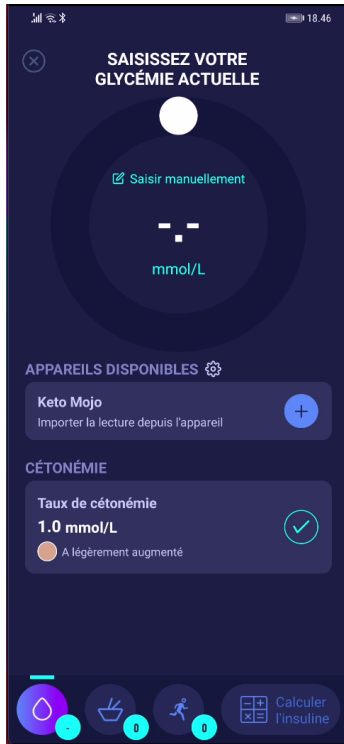 18.46
SAISISSEZ VOTRE
GLYCÉMIE ACTUELLE
Saisir manuellement
-.-
mmol/L
APPAREILS DISPONIBLES
Keto Mojo
Importer la lecture depuis l'appareil
CÉTONÉMIE
Taux de cétonémie
1.0 mmol/L
A légèrement augmenté
-
0
0
Calculer
l'insuline